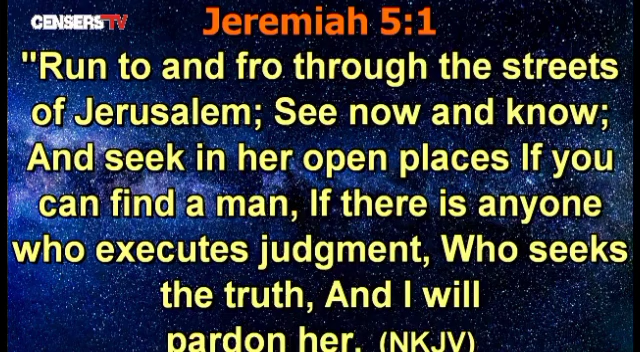 CENSERSTV
Jeremiah 5:1
"Run to and fro through the streets
of Jerusalem; See now and know;
And seek in her open places If you
can find a man, If there is anyone
who executes judgment, Who seeks
the truth, And I will
pardon her. (NKJV)